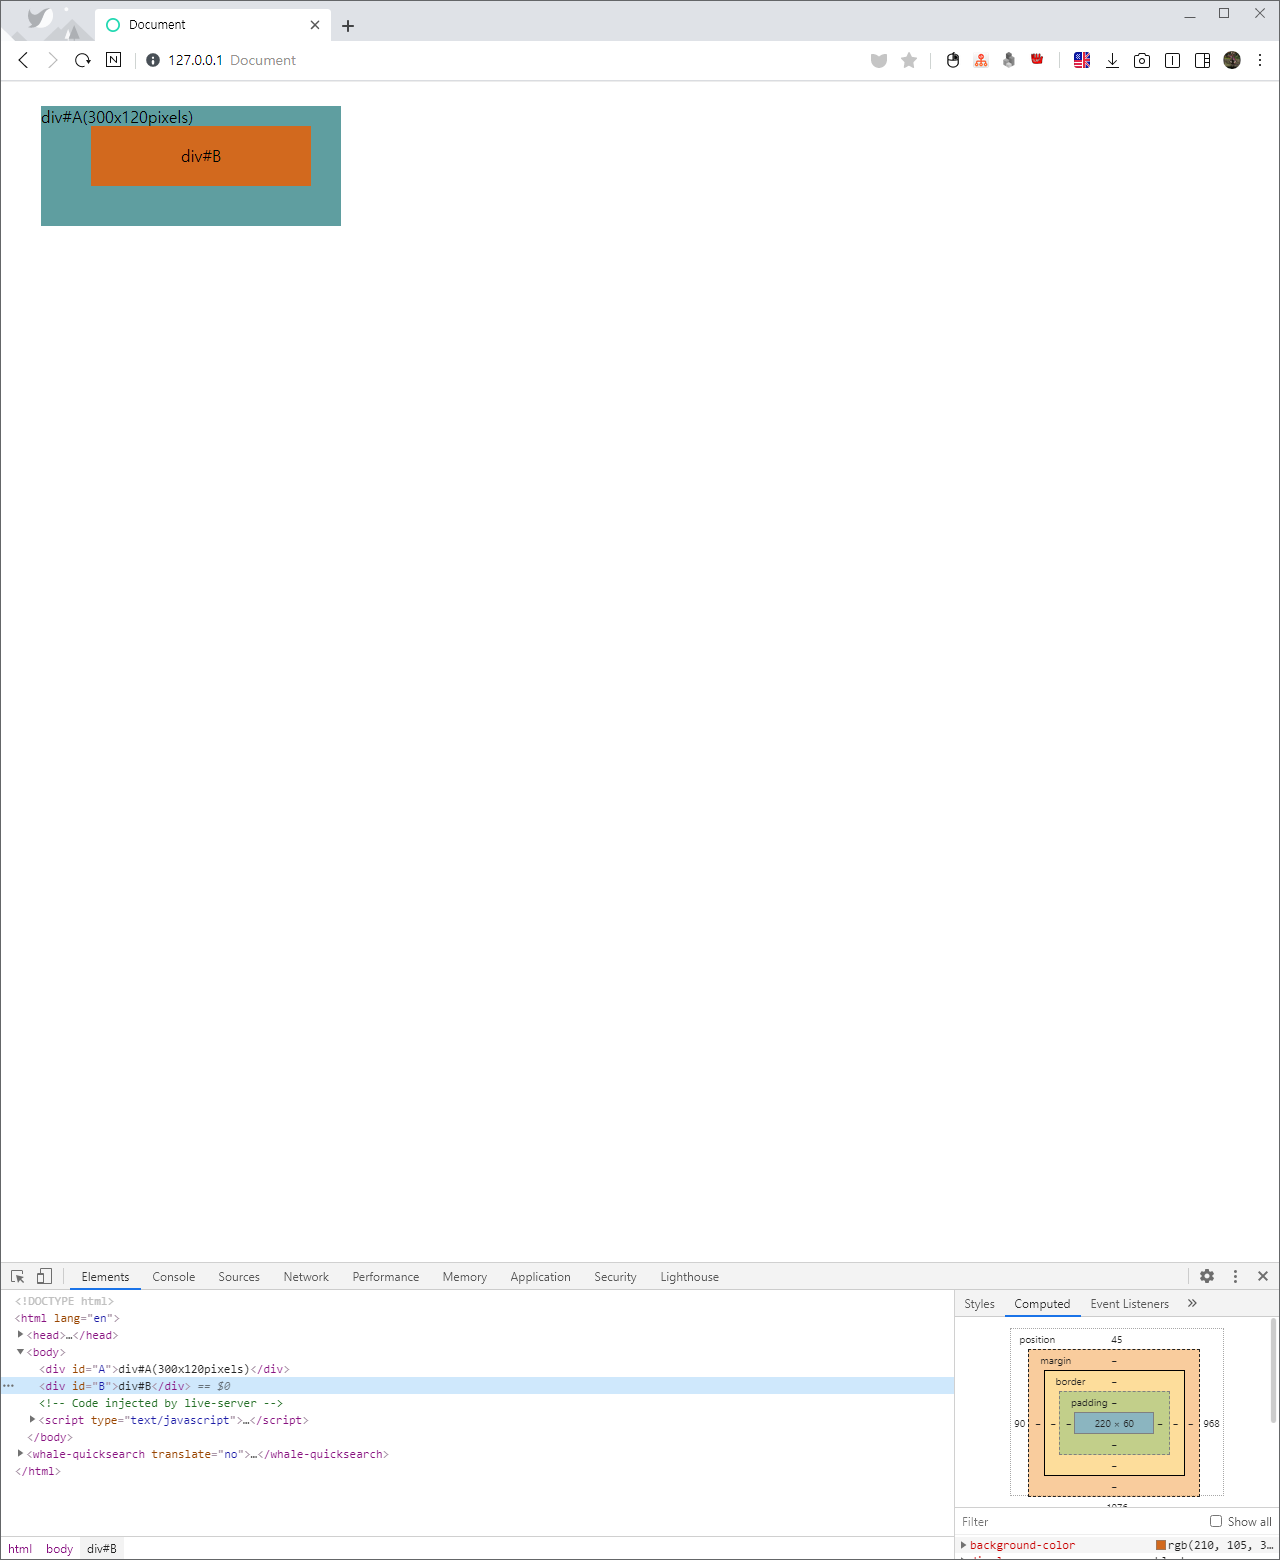 Document
127.0.0.1 Document
div#A(300x120pixels)
div#B
Elements Console Sources Network Performance Memory Application Security Lighthouse
<!DOCTYPE html>
<html lang="en">
<head>…</head>
<body>
<div id="A">div#A(300x120pixels)</div>
<div id="B">div#B</div> == $0
<!-- Code injected by live-server -->
<script type="text/javascript">…</script>
</body>
<whale-quicksearch translate="no">…</whale-quicksearch>
</html>
html body div#B
Styles Computed Event Listeners »
position 45
margin –
border –
padding –
90 – – – 220 × 60 – – – 968
–
–
–
Filter Show all
background-color rgb(210, 105, 3…